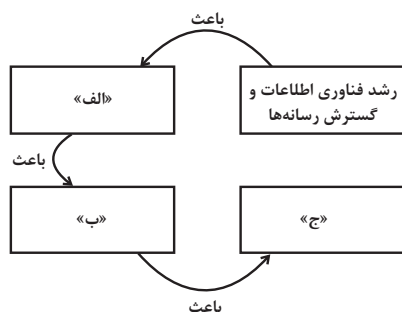 باعث
رشد فناوری اطلاعات و
گسترش رسانه‌ها
«الف»
باعث
«ب»
«ج»
باعث